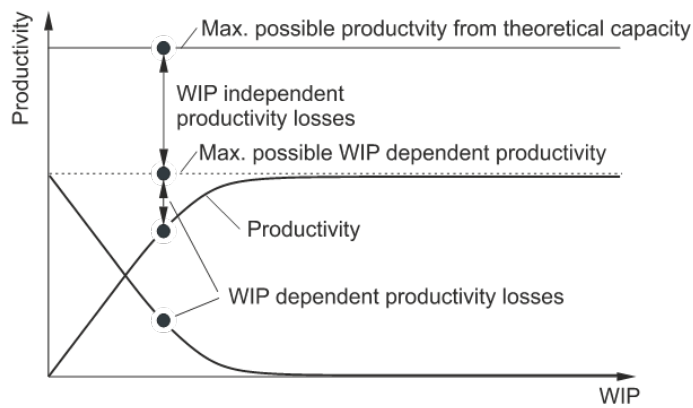 Productivity
Max. possible productvity from theoretical capacity
WIP independent
productivity losses
Max. possible WIP dependent productivity
Productivity
WIP dependent productivity losses
WIP